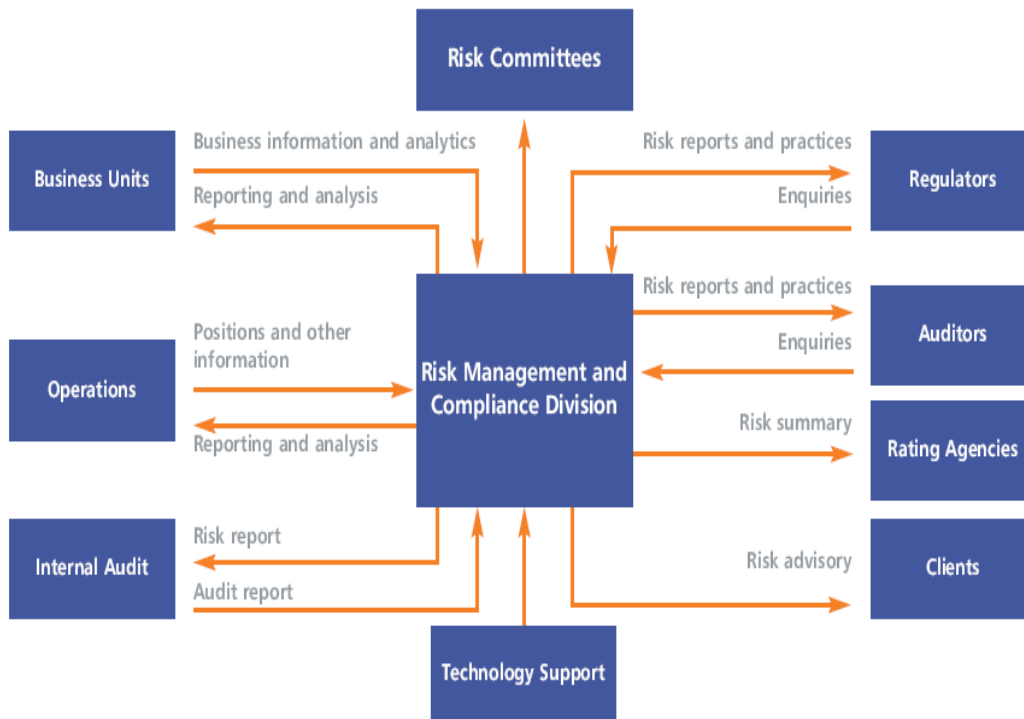 Risk Committees
Business Units
Business information and analytics
Reporting and analysis
Risk reports and practices
Enquiries
Regulators
Operations
Positions and other
information
Reporting and analysis
Risk Management and
Compliance Division
Risk reports and practices
Enquiries
Auditors
Risk summary
Rating Agencies
Internal Audit
Risk report
Audit report
Risk advisory
Clients
Technology Support